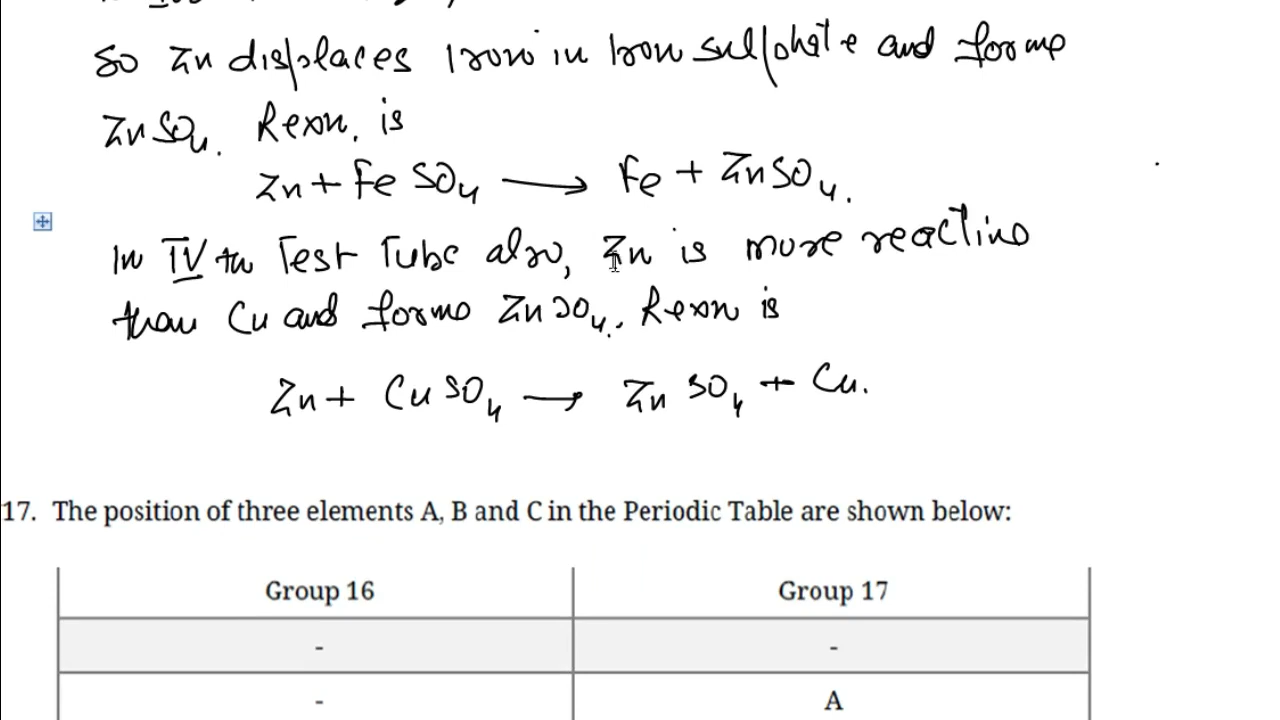 So Zn displaces Iron in Iron sulphate and forms
ZnSO4. Rexn. is
Zn + FeSO4 → Fe + ZnSO4.
In IV th Test Tube also, Zn is more reactive
than Cu and forms ZnSO4. Rexn is
Zn + CuSO4 → ZnSO4 + Cu.
17. The position of three elements A, B and C in the Periodic Table are shown below:
Group 16 Group 17
- -
- A